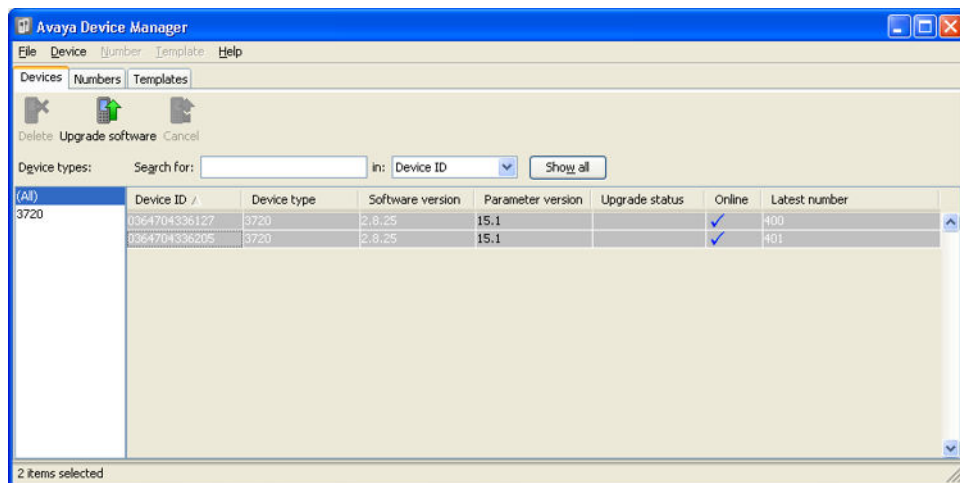 Avaya Device Manager
File Device Number Template Help
Devices Numbers Templates
Delete Upgrade software Cancel
Device types: Search for: in: Device ID Show all
(All) Device ID Device type Software version Parameter version Upgrade status Online Latest number
3720 0364704336127 3720 2.8.25 15.1 400
0364704336205 3720 2.8.25 15.1 401
2 items selected